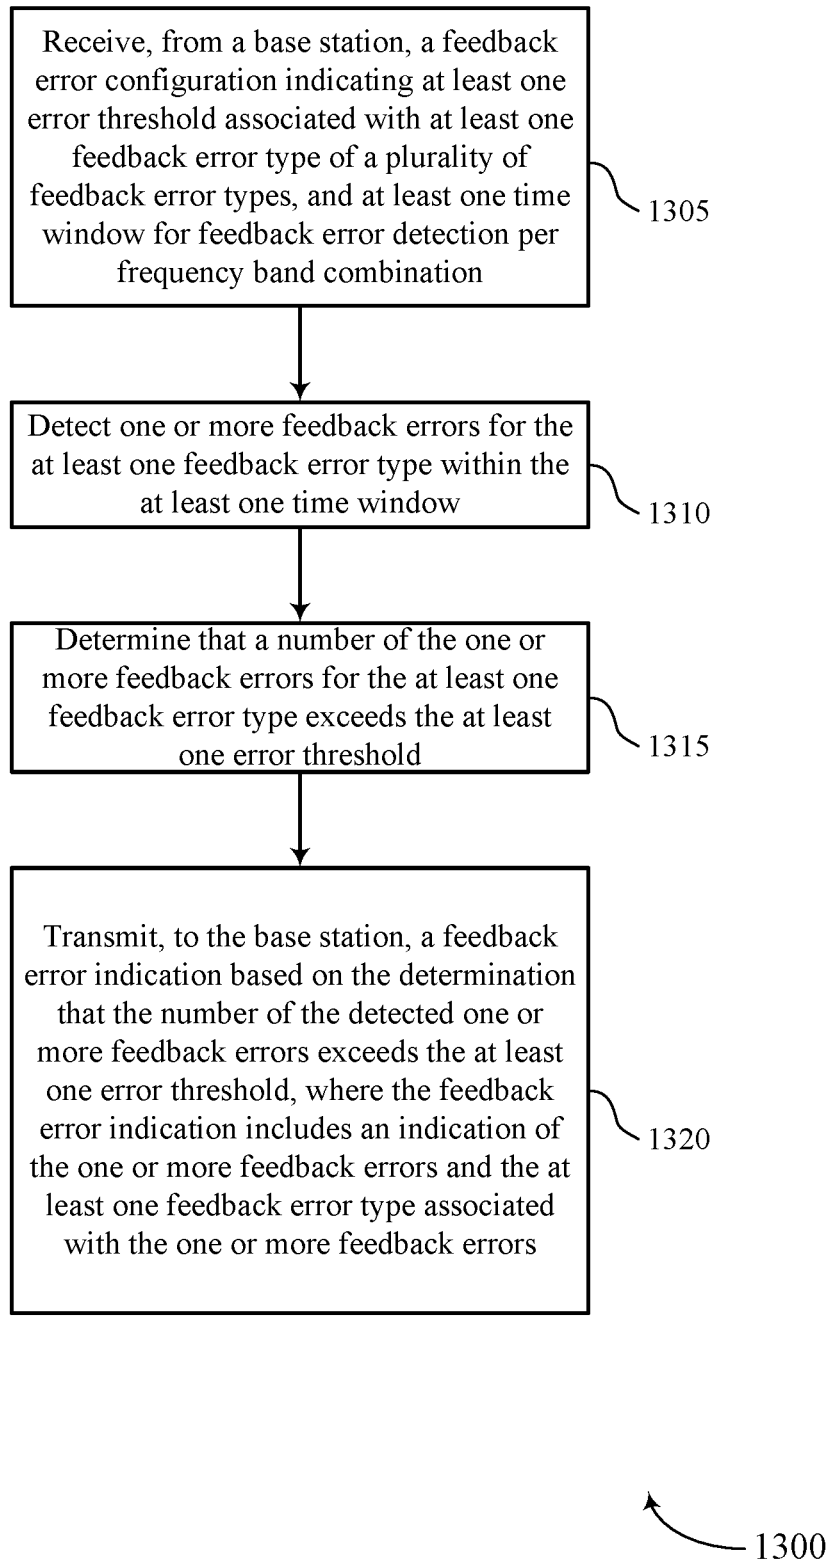 Receive, from a base station, a feedback
error configuration indicating at least one
error threshold associated with at least one
feedback error type of a plurality of
feedback error types, and at least one time
window for feedback error detection per
frequency band combination
1305
Detect one or more feedback errors for the
at least one feedback error type within the
at least one time window
1310
Determine that a number of the one or
more feedback errors for the at least one
feedback error type exceeds the at least
one error threshold
1315
Transmit, to the base station, a feedback
error indication based on the determination
that the number of the detected one or
more feedback errors exceeds the at least
one error threshold, where the feedback
error indication includes an indication of
the one or more feedback errors and the at
least one feedback error type associated
with the one or more feedback errors
1320
1300